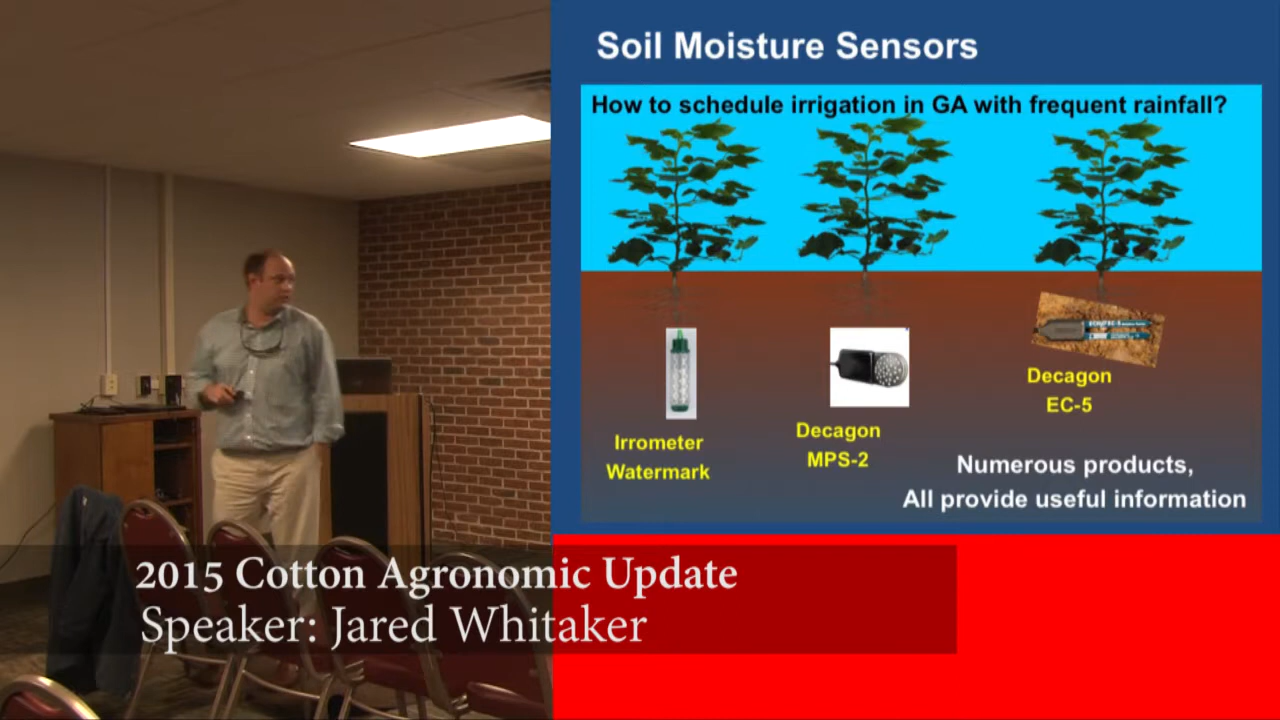 Soil Moisture Sensors
How to schedule irrigation in GA with frequent rainfall?
Irrometer
Watermark
Decagon
MPS-2
Decagon
EC-5
Numerous products,
All provide useful information
2015 Cotton Agronomic Update
Speaker: Jared Whitaker